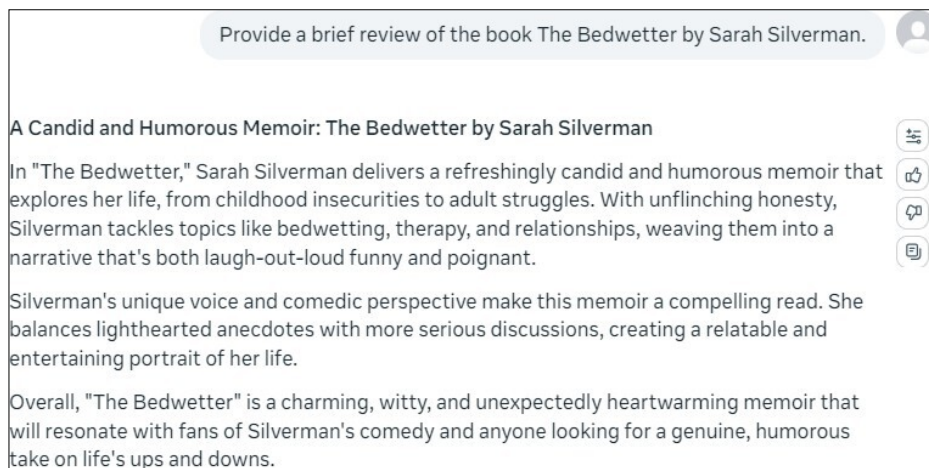 Provide a brief review of the book The Bedwetter by Sarah Silverman.
A Candid and Humorous Memoir: The Bedwetter by Sarah Silverman
In "The Bedwetter," Sarah Silverman delivers a refreshingly candid and humorous memoir that
explores her life, from childhood insecurities to adult struggles. With unflinching honesty,
Silverman tackles topics like bedwetting, therapy, and relationships, weaving them into a
narrative that's both laugh-out-loud funny and poignant.
Silverman's unique voice and comedic perspective make this memoir a compelling read. She
balances lighthearted anecdotes with more serious discussions, creating a relatable and
entertaining portrait of her life.
Overall, "The Bedwetter" is a charming, witty, and unexpectedly heartwarming memoir that
will resonate with fans of Silverman's comedy and anyone looking for a genuine, humorous
take on life's ups and downs.